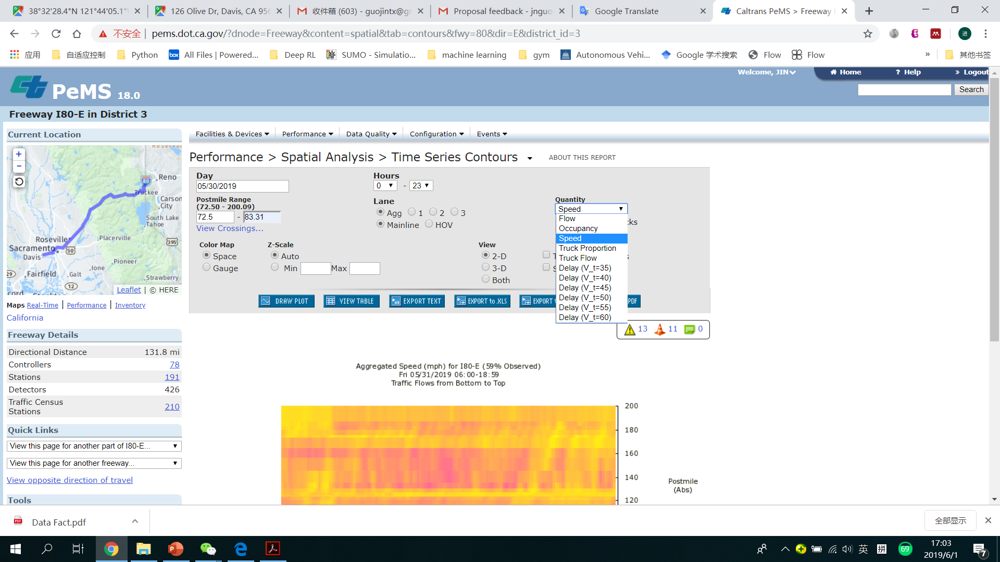 38°32'28.4"N 121°44'05.1"
126 Olive Dr, Davis, CA 956
收件箱 (603) - guojintx@g
Proposal feedback - jnguo
Google Translate
Caltrans PeMS > Freeway
不安全 | pems.dot.ca.gov/?dnode=Freeway&content=spatial&tab=contours&fwy=80&dir=E&district_id=3
进
应用
自适应控制
Python
box All Files | Powered...
Deep RL
SUMO - Simulatio...
machine learning
gym
Autonomous Vehi...
Google 学术搜索
Flow
Flow
»
其他书签
Welcome, JIN
Home
? Help
» Logout
PeMS 18.0
Search
Freeway I80-E in District 3
Current Location
Facilities & Devices
Performance
Data Quality
Configuration
Events
Performance > Spatial Analysis > Time Series Contours
ABOUT THIS REPORT
+
-
80
Reno
Truckee
Carson
City
South Lake
Tahoe
Roseville
Placerville
395
Sacramento
50
Davis
Pioneer
29
Fairfield
Galt
Ione
12
Strawberry
Leaflet | © HERE
Day
05/30/2019
Postmile Range
(72.50 - 200.09)
72.5 - 83.31
View Crossings...
Hours
0 - 23
Lane
Agg 1 2 3
Mainline HOV
Quantity
Speed
Flow
Occupancy
Speed
Truck Proportion
Truck Flow
Delay (V_t=35)
Delay (V_t=40)
Delay (V_t=45)
Delay (V_t=50)
Delay (V_t=55)
Delay (V_t=60)
cks
Color Map
Space
Gauge
Z-Scale
Auto
Min Max
View
2-D
3-D
Both
DRAW PLOT
VIEW TABLE
EXPORT TEXT
EXPORT to .XLS
EXPORT
PDF
13 11 0
Maps Real-Time | Performance | Inventory
California
Freeway Details
Directional Distance 131.8 mi
Controllers 78
Stations 191
Detectors 426
Traffic Census
Stations 210
Quick Links
View this page for another part of I80-E...
View this page for another freeway...
View opposite direction of travel
Tools
Aggregated Speed (mph) for I80-E (59% Observed)
Fri 05/31/2019 06:00-18:59
Traffic Flows from Bottom to Top
200
180
160
140
120
Postmile
(Abs)
PDF Data Fact.pdf
全部显示
英
拼
69
17:03
2019/6/1
7